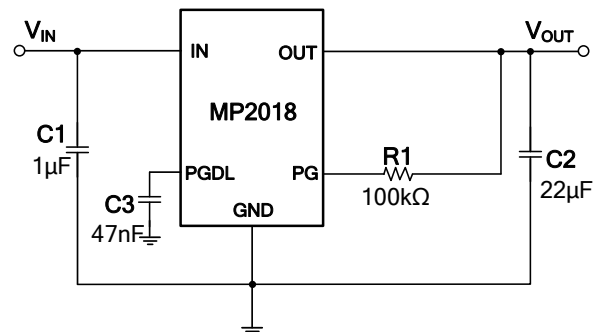 VIN
VOUT
IN
OUT
MP2018
C1
1µF
PGDL
PG
R1
100kΩ
C2
22µF
C3
47nF
GND